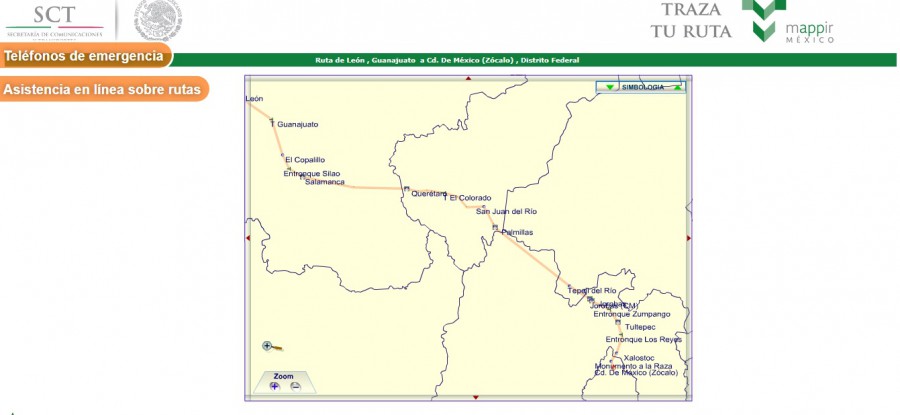 SCT
SECRETARÍA DE COMUNICACIONES
TRAZA
TU RUTA
mappir
MÉXICO
Teléfonos de emergencia
Ruta de León , Guanajuato a Cd. De México (Zócalo) , Distrito Federal
Asistencia en línea sobre rutas
SIMBOLOGIA
León
T Guanajuato
El Copalillo
Entronque Silao
Salamanca
Querétaro
T El Colorado
San Juan del Río
Palmillas
Tepeji del Río
Jorobas (CM)
Entronque Zumpango
Tultepec
Entronque Los Reyes
Xalostoc
Monumento a la Raza
Cd. De México (Zócalo)
Zoom